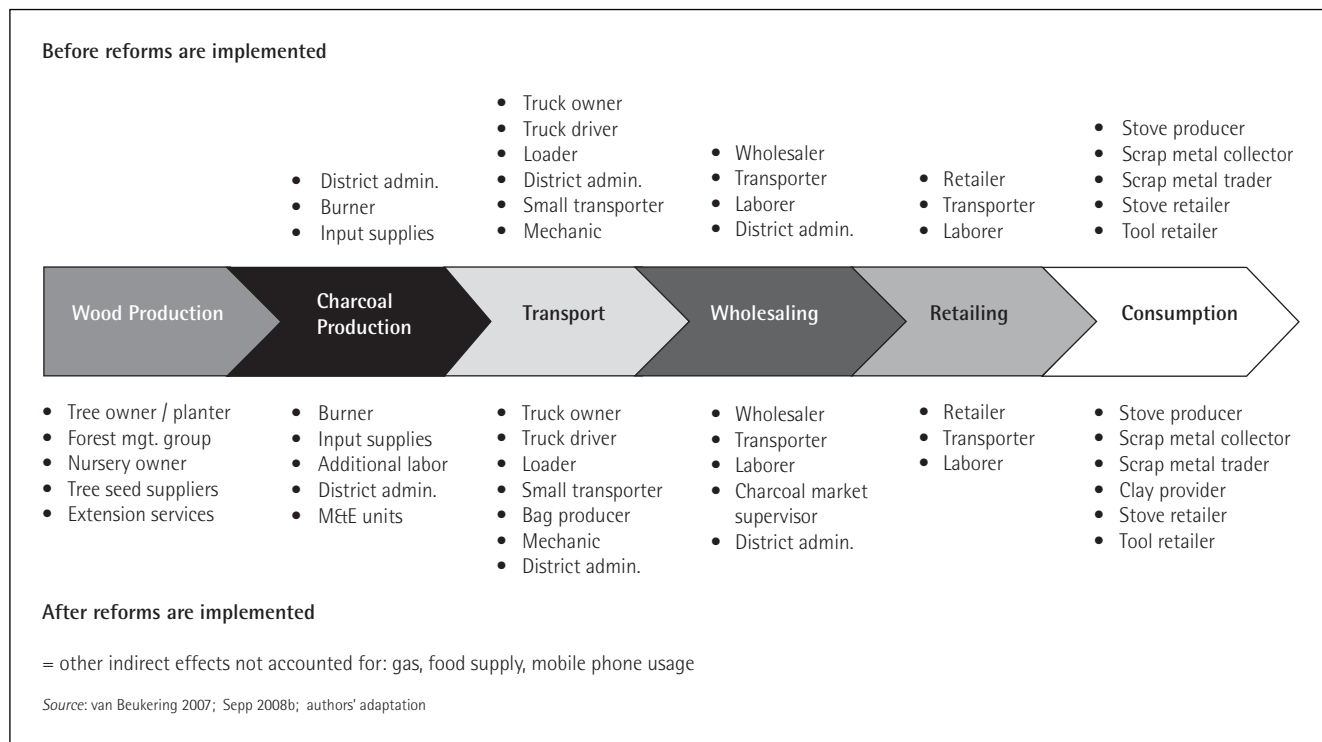 Before reforms are implemented
• District admin.
• Burner
• Input supplies
• Truck owner
• Truck driver
• Loader
• District admin.
• Small transporter
• Mechanic
• Wholesaler
• Transporter
• Laborer
• District admin.
• Retailer
• Transporter
• Laborer
• Stove producer
• Scrap metal collector
• Scrap metal trader
• Stove retailer
• Tool retailer
Wood Production
Charcoal
Production
Transport
Wholesaling
Retailing
Consumption
• Tree owner / planter
• Forest mgt. group
• Nursery owner
• Tree seed suppliers
• Extension services
• Burner
• Input supplies
• Additional labor
• District admin.
• M&E units
• Truck owner
• Truck driver
• Loader
• Small transporter
• Bag producer
• Mechanic
• District admin.
• Wholesaler
• Transporter
• Laborer
• Charcoal market
supervisor
• District admin.
• Retailer
• Transporter
• Laborer
• Stove producer
• Scrap metal collector
• Scrap metal trader
• Clay provider
• Stove retailer
• Tool retailer
After reforms are implemented
= other indirect effects not accounted for: gas, food supply, mobile phone usage
Source: van Beukering 2007; Sepp 2008b; authors' adaptation